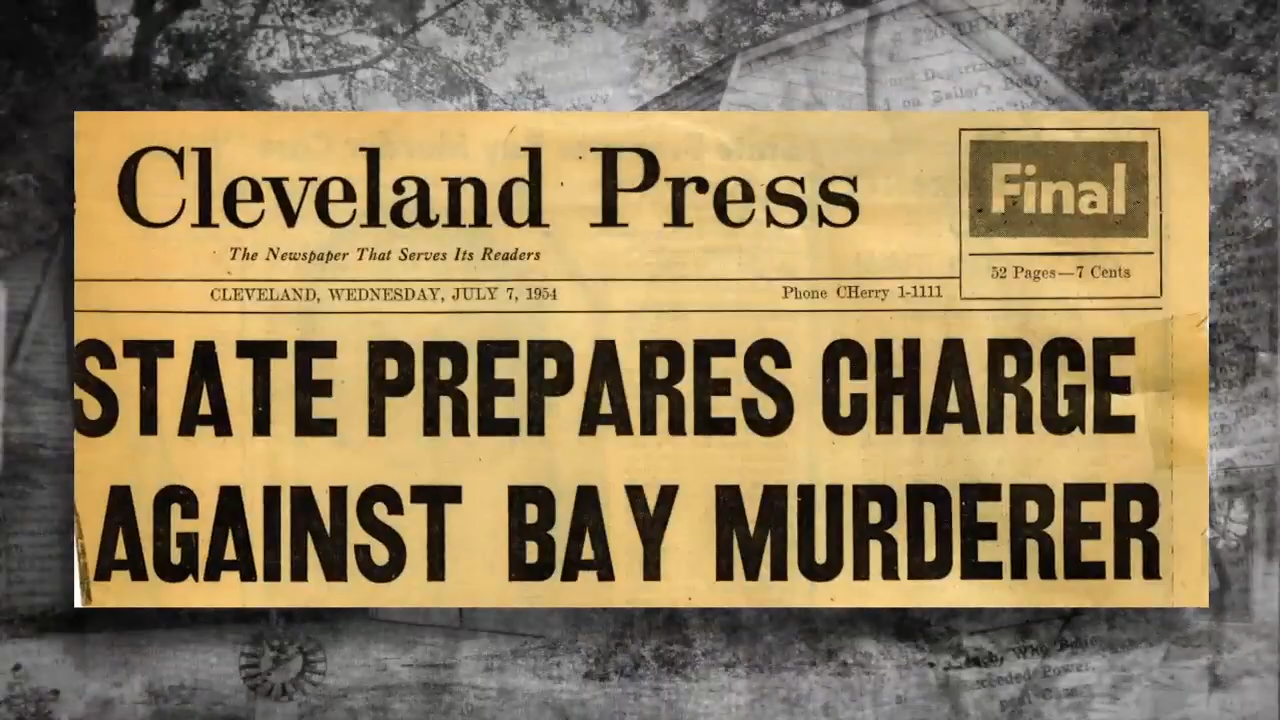 Cleveland Press
Final
The Newspaper That Serves Its Readers
52 Pages—7 Cents
CLEVELAND, WEDNESDAY, JULY 7, 1954
Phone CHerry 1-1111
STATE PREPARES CHARGE
AGAINST BAY MURDERER